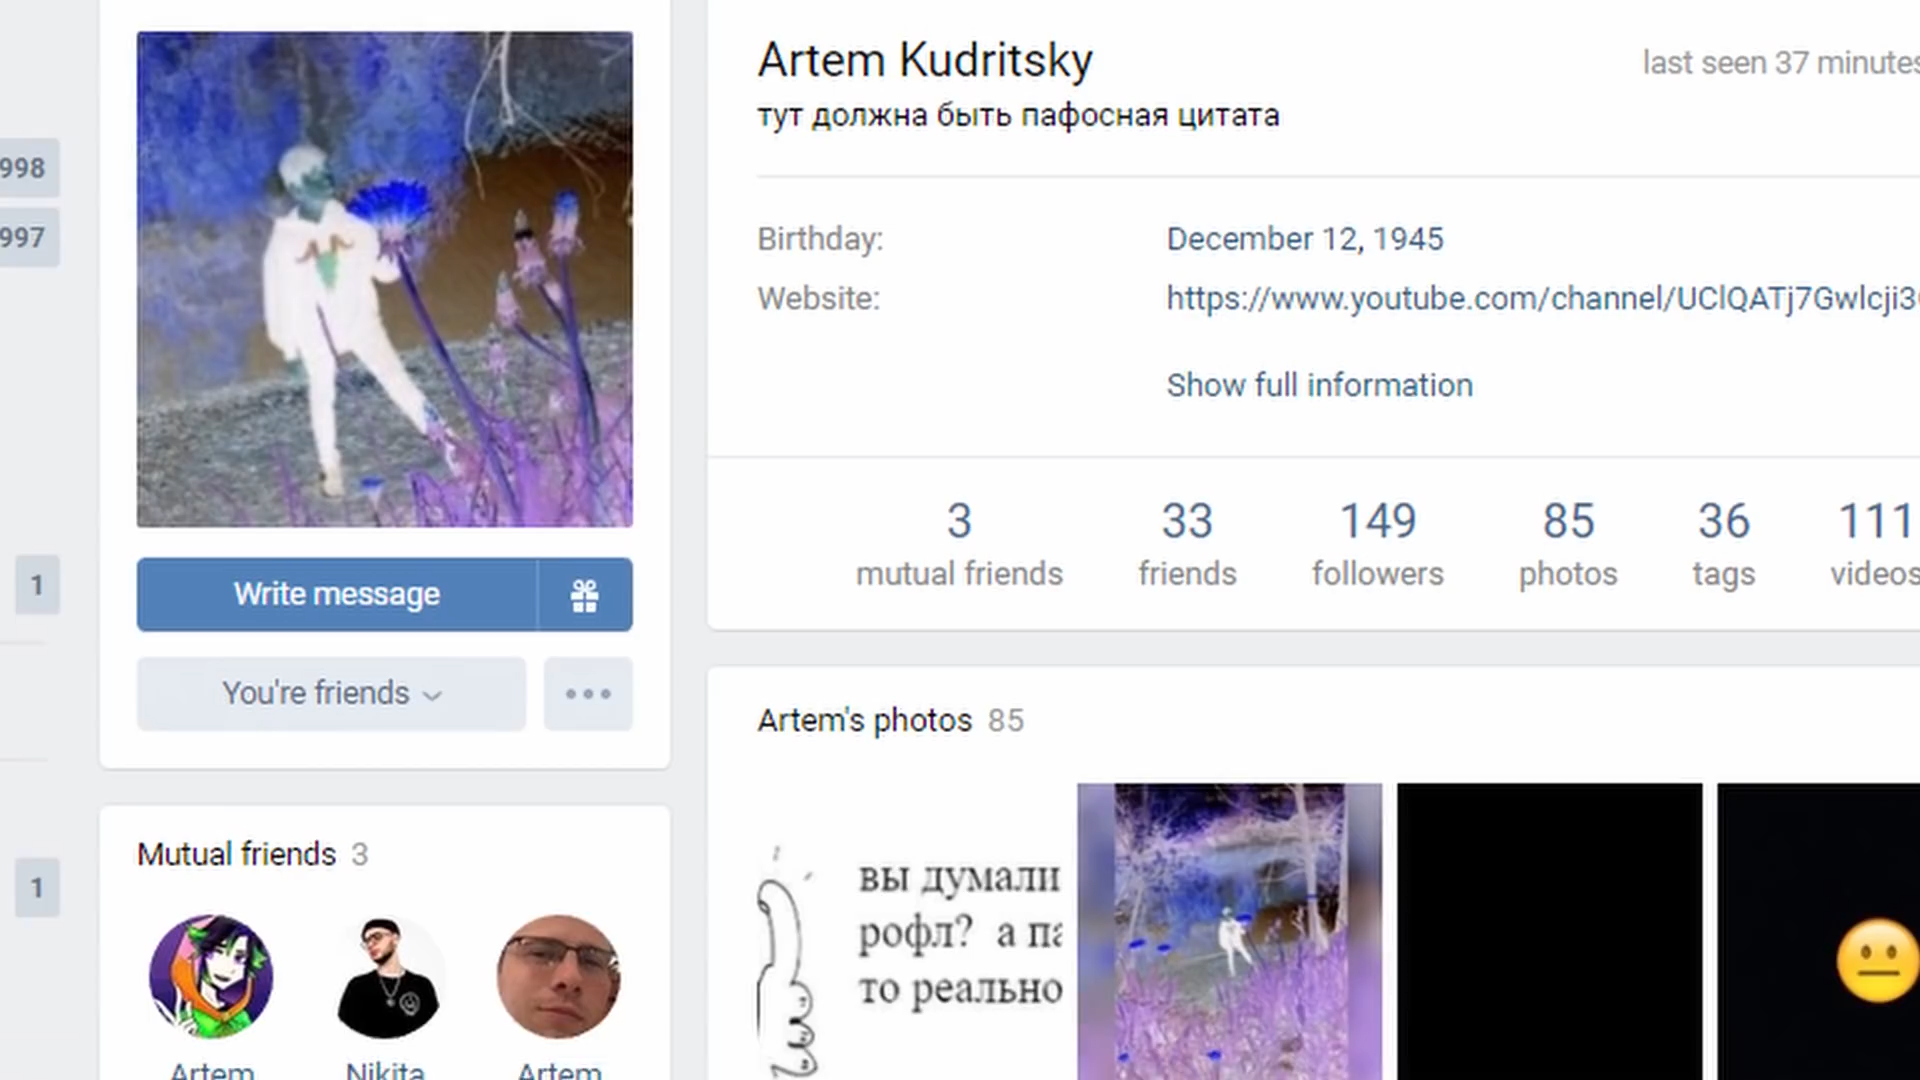 998
997
1
1
Write message
You're friends
Mutual friends 3
Artem
Nikita
Artem
Artem Kudritsky
last seen 37 minutes
тут должна быть пафосная цитата
Birthday:
December 12, 1945
Website:
https://www.youtube.com/channel/UClQATj7Gwlcji3
Show full information
3 33 149 85 36 111
mutual friends friends followers photos tags videos
Artem's photos 85
вы думали
рофл? а па
то реально